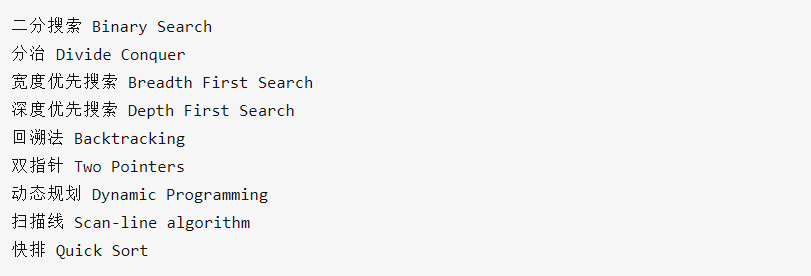 二分搜索 Binary Search
分治 Divide Conquer
宽度优先搜索 Breadth First Search
深度优先搜索 Depth First Search
回溯法 Backtracking
双指针 Two Pointers
动态规划 Dynamic Programming
扫描线 Scan-line algorithm
快排 Quick Sort